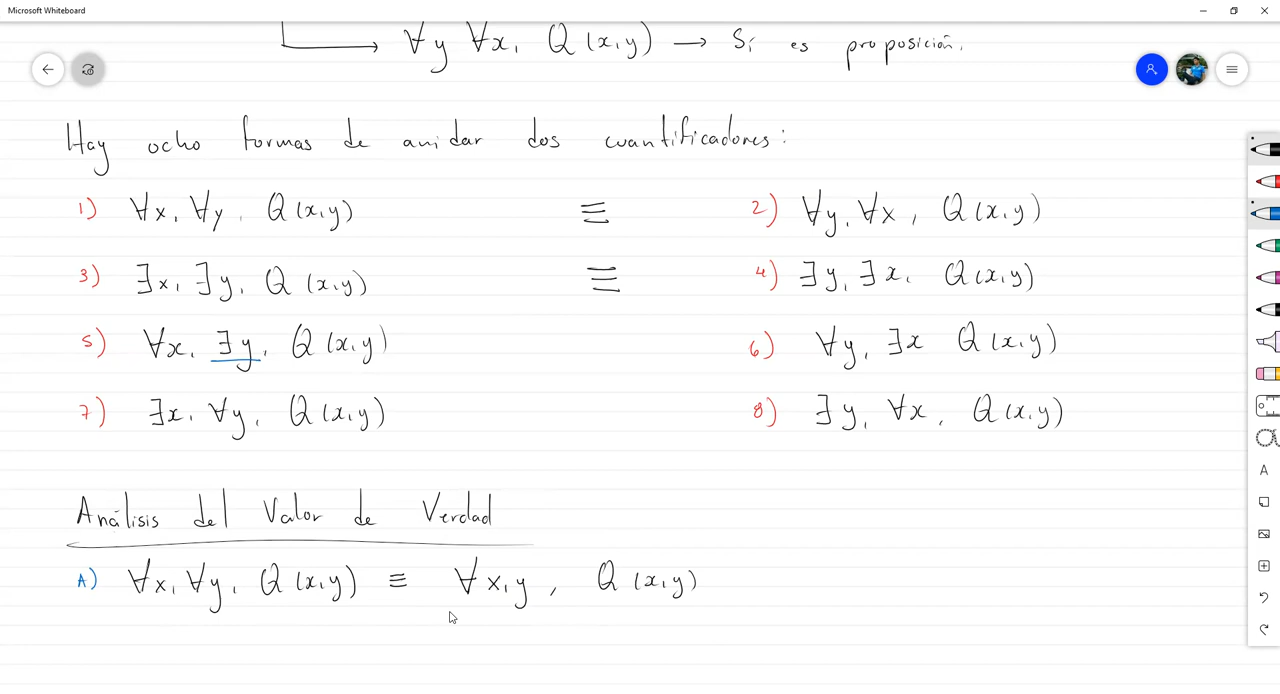 Microsoft Whiteboard
∀y ∀x, Q(x,y) → Sí es proposición.
Hay ocho formas de anidar dos cuantificadores:
1) ∀x, ∀y, Q(x,y) ≡ 2) ∀y, ∀x, Q(x,y)
3) ∃x, ∃y, Q(x,y) ≡ 4) ∃y, ∃x, Q(x,y)
5) ∀x, ∃y, Q(x,y) 6) ∀y, ∃x Q(x,y)
7) ∃x, ∀y, Q(x,y) 8) ∃y, ∀x, Q(x,y)
Análisis del Valor de Verdad
A) ∀x, ∀y, Q(x,y) ≡ ∀x,y, Q(x,y)